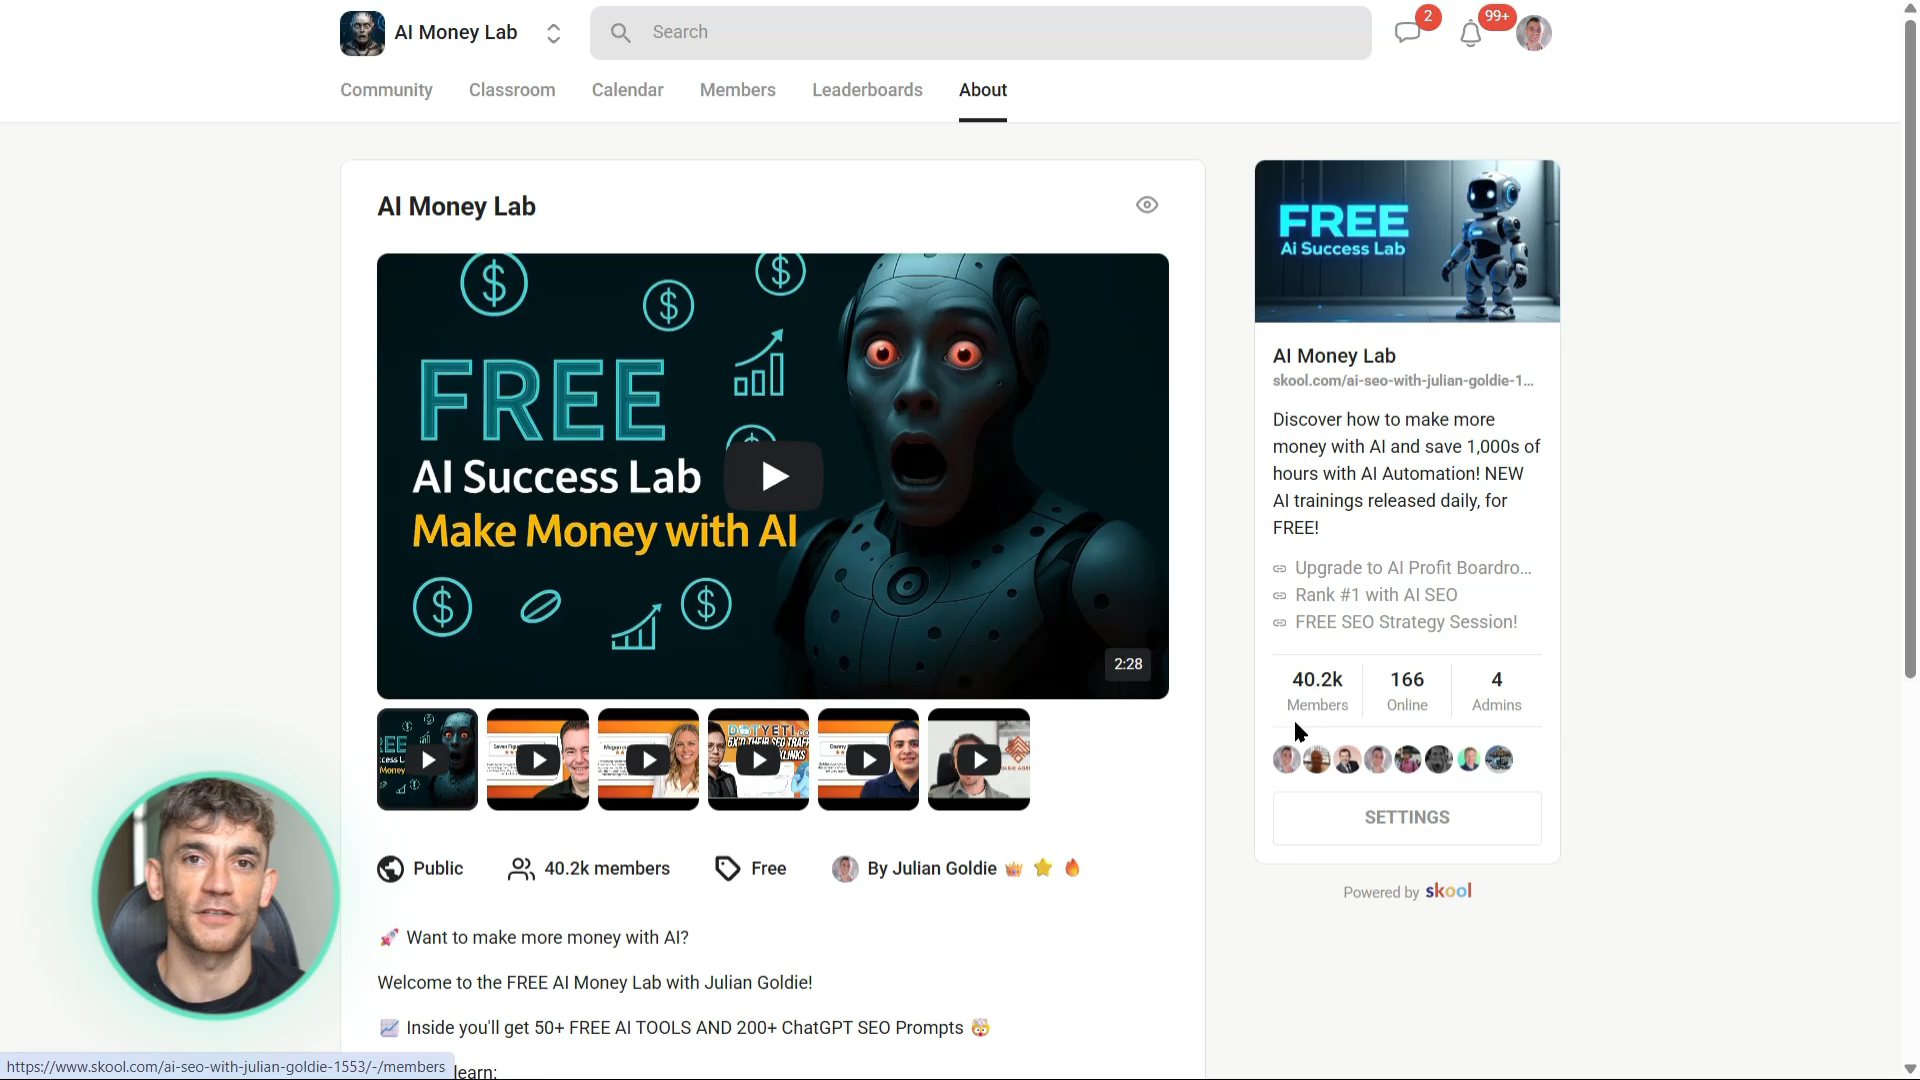 AI Money Lab
Search
2
99+
Community
Classroom
Calendar
Members
Leaderboards
About
AI Money Lab
FREE
AI Success Lab
Make Money with AI
2:28
Public
40.2k members
Free
By Julian Goldie 👑 ⭐ 🔥
🚀 Want to make more money with AI?
Welcome to the FREE AI Money Lab with Julian Goldie!
📈 Inside you'll get 50+ FREE AI TOOLS AND 200+ ChatGPT SEO Prompts 🤯
learn:
FREE
Ai Success Lab
AI Money Lab
skool.com/ai-seo-with-julian-goldie-1...
Discover how to make more
money with AI and save 1,000s of
hours with AI Automation! NEW
AI trainings released daily, for
FREE!
Upgrade to AI Profit Boardro...
Rank #1 with AI SEO
FREE SEO Strategy Session!
40.2k
Members
166
Online
4
Admins
SETTINGS
Powered by skool
https://www.skool.com/ai-seo-with-julian-goldie-1553/-/members